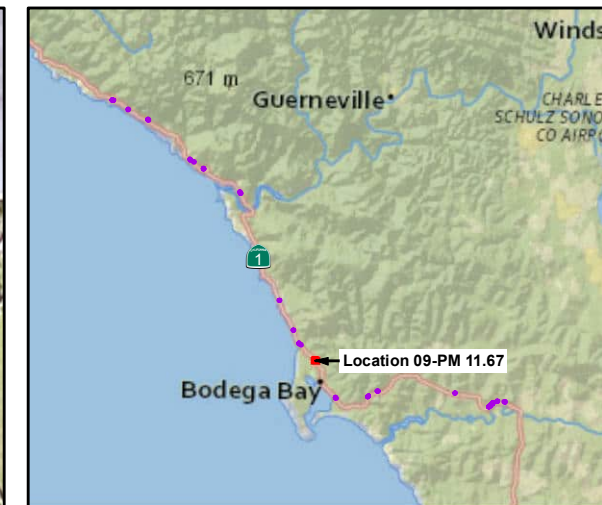 Winds
671 m
Guerneville
CHARLE
SCHULZ SONO
CO AIRPO
1
Location 09-PM 11.67
Bodega Bay